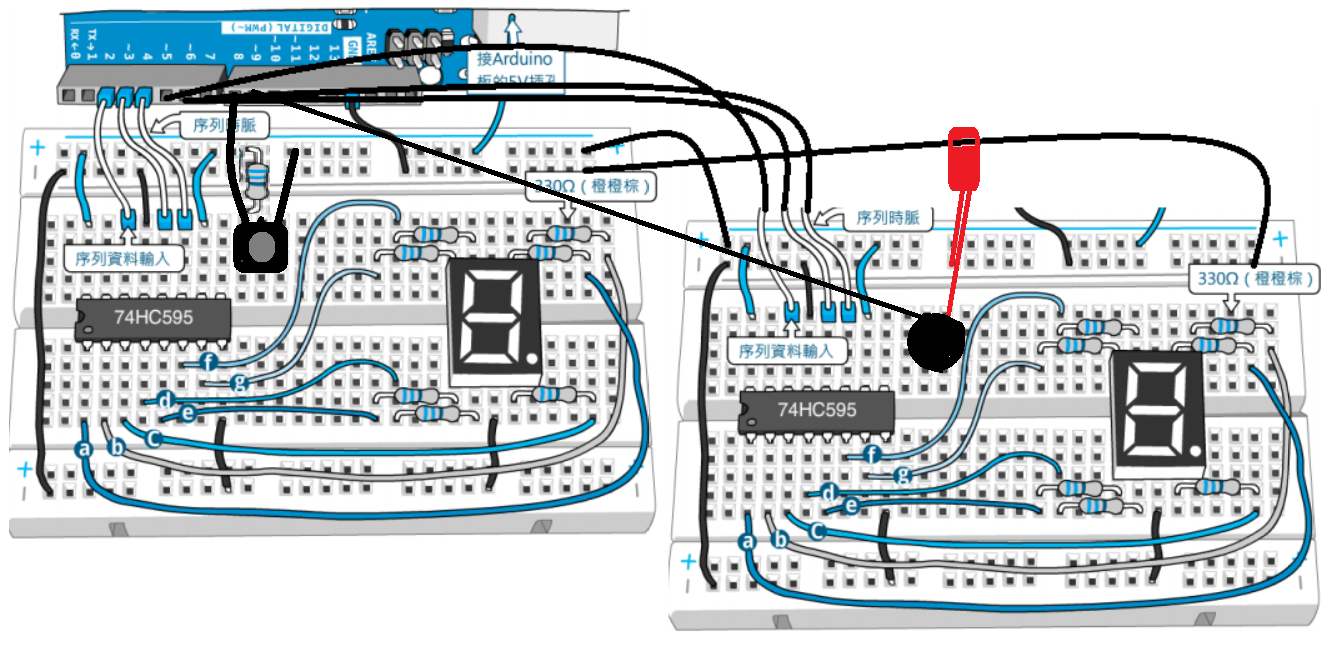 DIGITAL(PWM~)
TX→1
RX←0
2
~3
4
~5
~6
7
8
~9
~10
~11
12
13
接Arduino
板的5V插孔
序列時脈
330Ω（橙橙棕）
序列資料輸入
74HC595
f
g
d
e
a
b
c
序列時脈
330Ω（橙橙棕）
序列資料輸入
74HC595
f
g
d
e
a
b
c